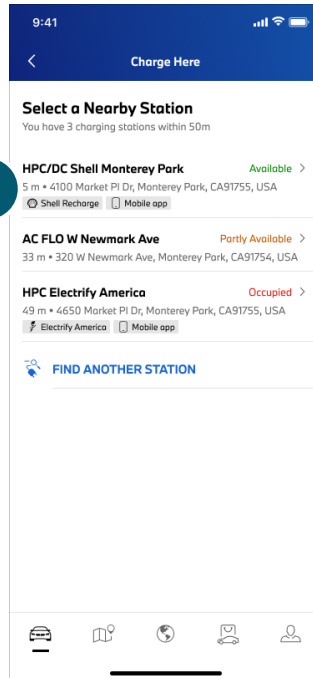 9:41
Charge Here
Select a Nearby Station
You have 3 charging stations within 50m
HPC/DC Shell Monterey Park Available
5 m • 4100 Market Pl Dr, Monterey Park, CA91755, USA
Shell Recharge Mobile app
AC FLO W Newmark Ave Partly Available
33 m • 320 W Newmark Ave, Monterey Park, CA91754, USA
HPC Electrify America Occupied
49 m • 4650 Market Pl Dr, Monterey Park, CA91755, USA
Electrify America Mobile app
FIND ANOTHER STATION